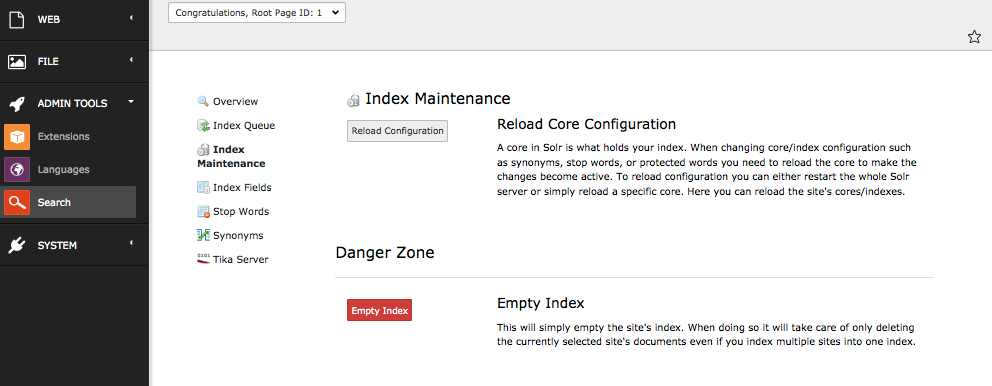 Congratulations, Root Page ID: 1
WEB
FILE
ADMIN TOOLS
Extensions
Languages
Search
SYSTEM
Overview
Index Queue
Index
Maintenance
Index Fields
Stop Words
Synonyms
Tika Server
Index Maintenance
Reload Configuration
Reload Core Configuration
A core in Solr is what holds your index. When changing core/index configuration such
as synonyms, stop words, or protected words you need to reload the core to make the
changes become active. To reload configuration you can either restart the whole Solr
server or simply reload a specific core. Here you can reload the site's cores/indexes.
Danger Zone
Empty Index
Empty Index
This will simply empty the site's index. When doing so it will take care of only deleting
the currently selected site's documents even if you index multiple sites into one index.